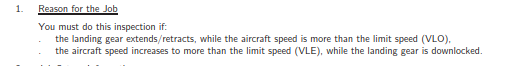 1. Reason for the Job
You must do this inspection if:
. the landing gear extends/retracts, while the aircraft speed is more than the limit speed (VLO),
. the aircraft speed increases to more than the limit speed (VLE), while the landing gear is downlocked.